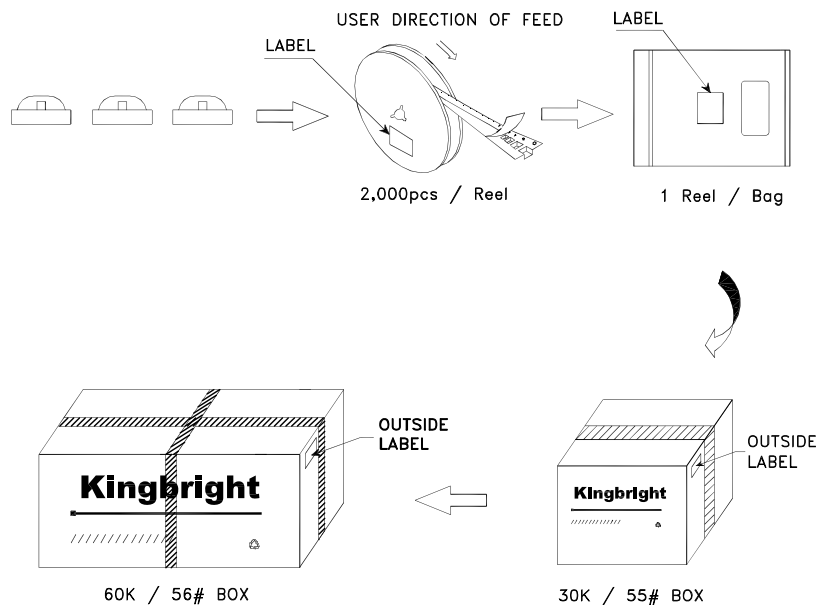 USER DIRECTION OF FEED
LABEL
LABEL
2,000pcs / Reel
1 Reel / Bag
OUTSIDE
LABEL
Kingbright
60K / 56# BOX
OUTSIDE
LABEL
Kingbright
30K / 55# BOX